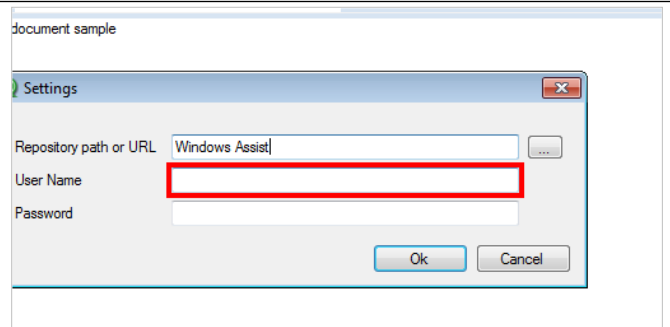 document sample
Settings
Repository path or URL Windows Assist ...
User Name
Password
Ok Cancel